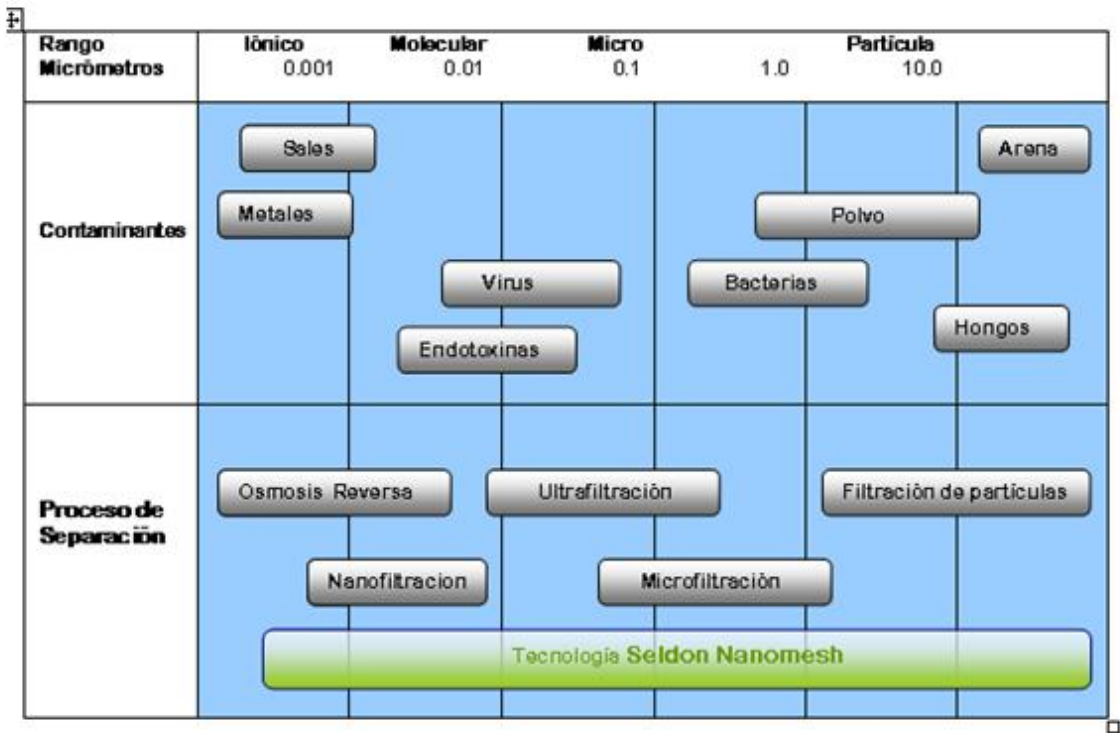 Rango Iōnico Molecular Micro Partícula
Micrómetros 0.001 0.01 0.1 1.0 10.0
Sales
Arena
Metales
Polvo
Contaminantes
Virus
Bacterias
Hongos
Endotoxinas
Osmosis Reversa
Ultrafiltración
Filtración de partículas
Proceso de
Separación
Nanofiltracion
Microfiltración
Tecnología Seldon Nanomesh